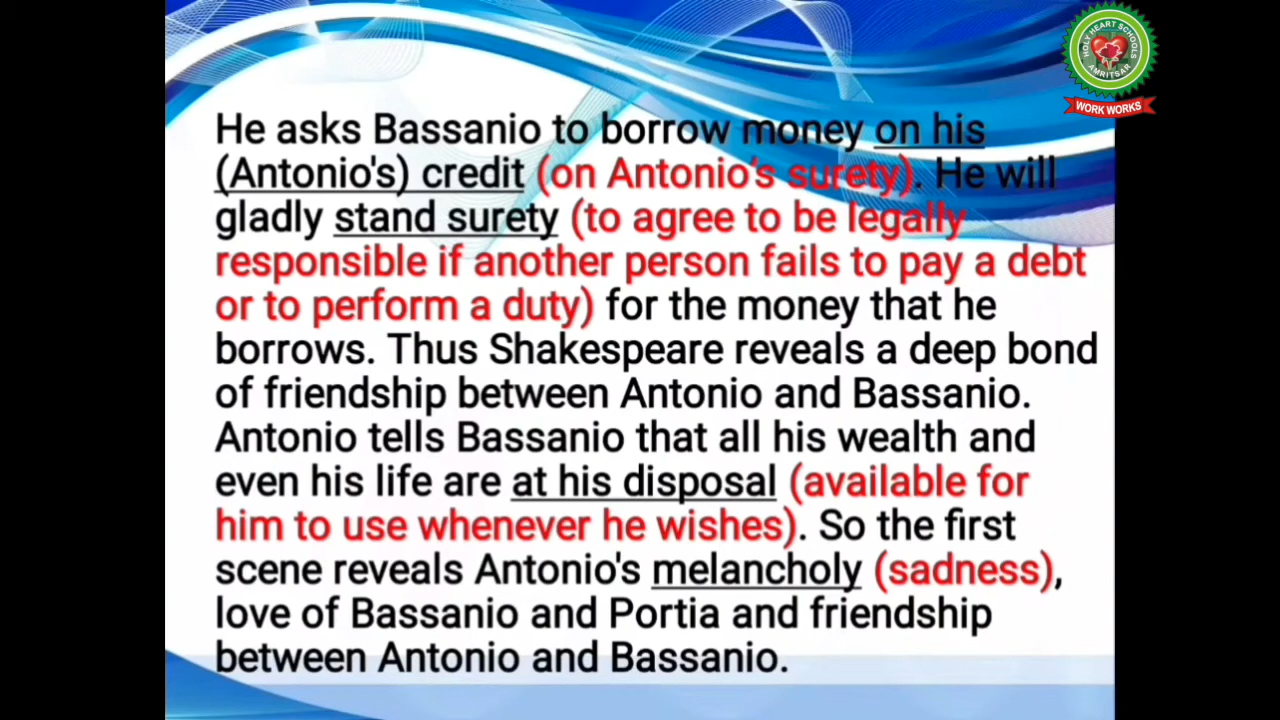 HOLY HEART SCHOOLS
AMRITSAR
WORK WORKS
He asks Bassanio to borrow money on his
(Antonio's) credit (on Antonio's surety). He will
gladly stand surety (to agree to be legally
responsible if another person fails to pay a debt
or to perform a duty) for the money that he
borrows. Thus Shakespeare reveals a deep bond
of friendship between Antonio and Bassanio.
Antonio tells Bassanio that all his wealth and
even his life are at his disposal (available for
him to use whenever he wishes). So the first
scene reveals Antonio's melancholy (sadness),
love of Bassanio and Portia and friendship
between Antonio and Bassanio.